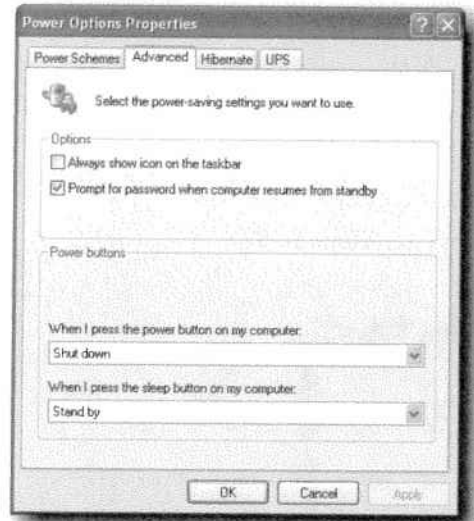 Power Options Properties
Power Schemes Advanced Hibernate UPS
Select the power-saving settings you want to use.
Options
Always show icon on the taskbar
Prompt for password when computer resumes from standby
Power buttons
When I press the power button on my computer:
Shut down
When I press the sleep button on my computer:
Stand by
OK Cancel Apply